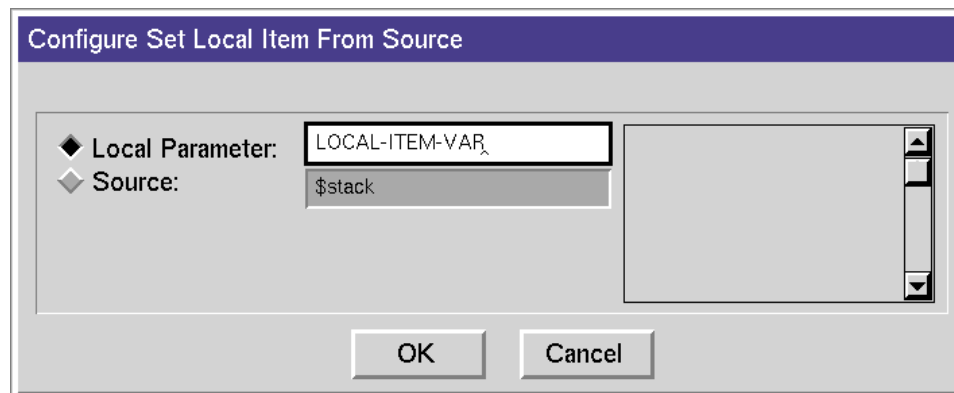 Configure Set Local Item From Source
Local Parameter: LOCAL-ITEM-VAR
Source: $stack
OK Cancel